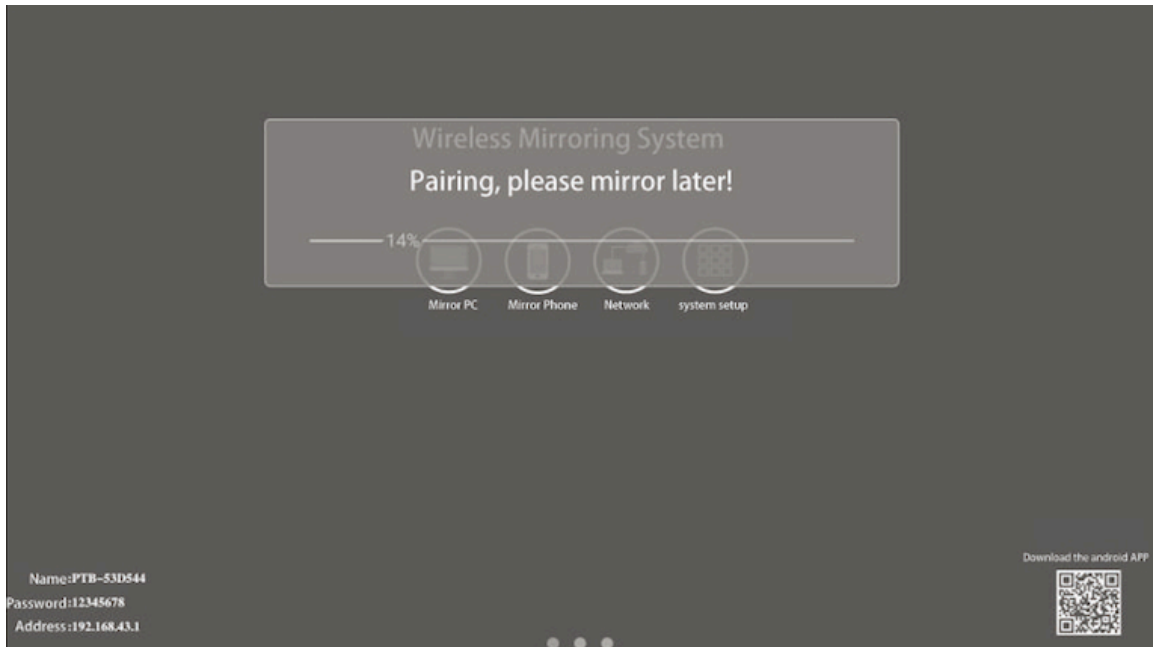 Wireless Mirroring System
Pairing, please mirror later!
14%
Mirror PC
Mirror Phone
Network
system setup
Download the android APP
Name:PTB-53D544
Password:12345678
Address:192.168.43.1